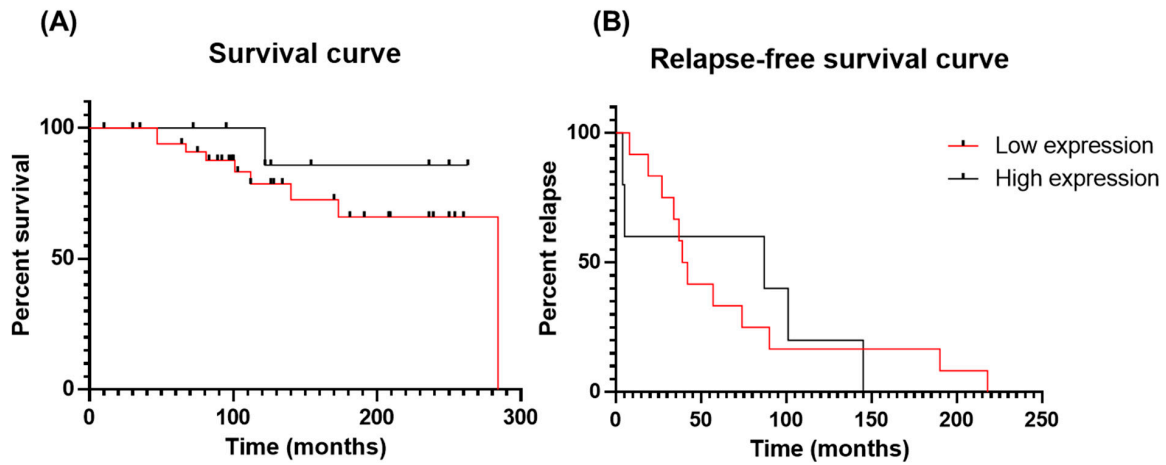 (A)
Survival curve
Percent survival
100
50
0
0 100 200 300
Time (months)
(B)
Relapse-free survival curve
Percent relapse
100
50
0
0 50 100 150 200 250
Time (months)
Low expression
High expression